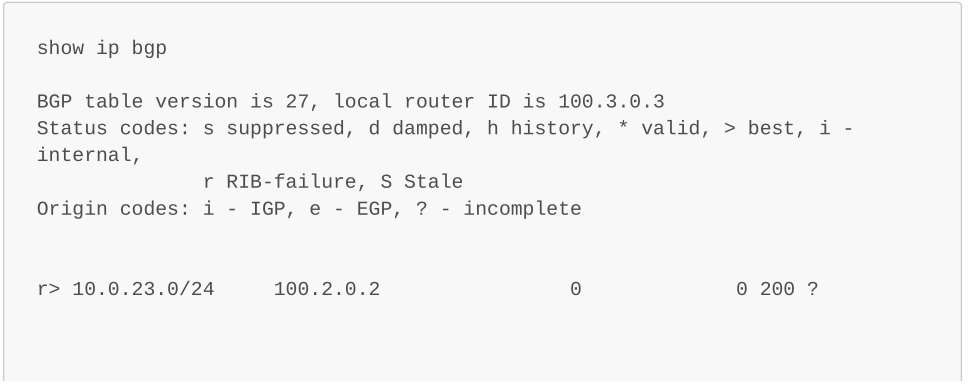 show ip bgp
BGP table version is 27, local router ID is 100.3.0.3
Status codes: s suppressed, d damped, h history, * valid, > best, i -
internal,
              r RIB-failure, S Stale
Origin codes: i - IGP, e - EGP, ? - incomplete
r> 10.0.23.0/24     100.2.0.2                0             0 200 ?